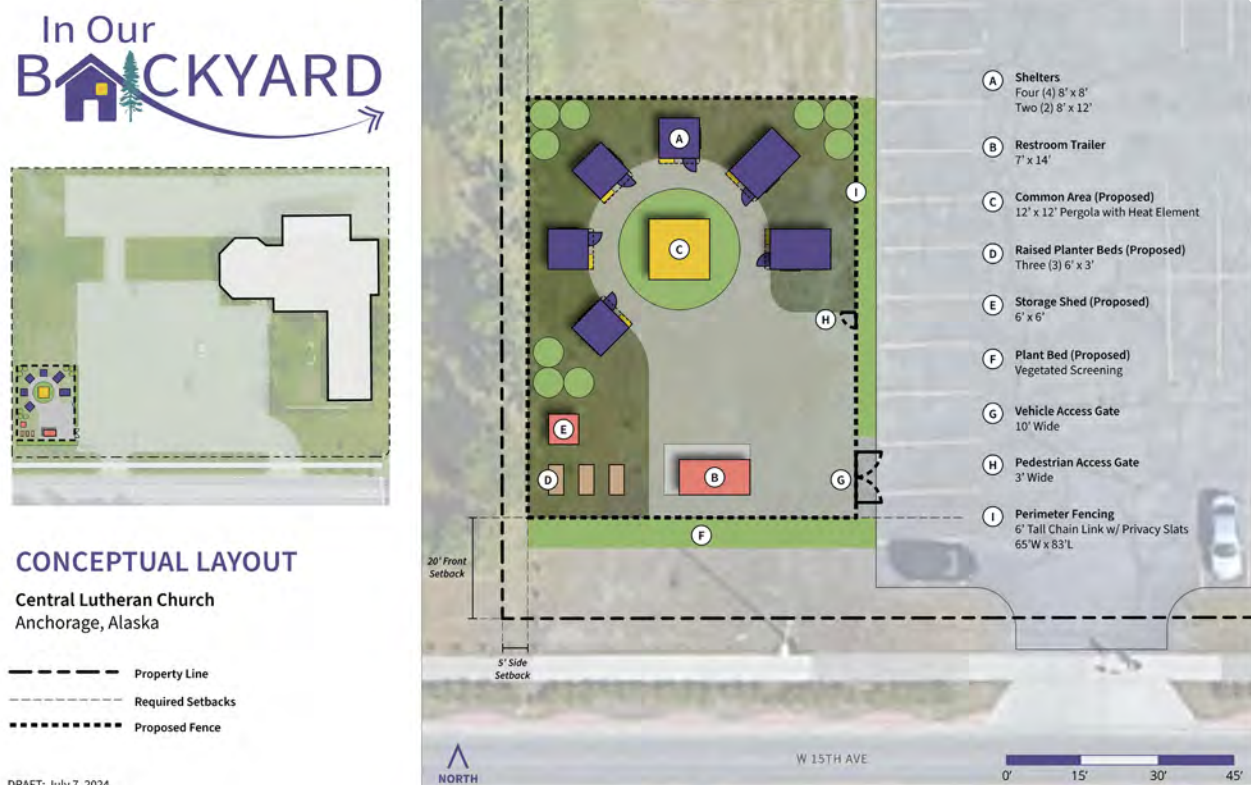 In Our
BACKYARD
CONCEPTUAL LAYOUT
Central Lutheran Church
Anchorage, Alaska
Property Line
Required Setbacks
Proposed Fence
DRAFT: July 7, 2024
A
I
C
H
E
D
B
G
F
20' Front
Setback
5' Side
Setback
A Shelters
Four (4) 8' x 8'
Two (2) 8' x 12'
B Restroom Trailer
7' x 14'
C Common Area (Proposed)
12' x 12' Pergola with Heat Element
D Raised Planter Beds (Proposed)
Three (3) 6' x 3'
E Storage Shed (Proposed)
6' x 6'
F Plant Bed (Proposed)
Vegetated Screening
G Vehicle Access Gate
10' Wide
H Pedestrian Access Gate
3' Wide
I Perimeter Fencing
6' Tall Chain Link w/ Privacy Slats
65'W x 83'L
NORTH
W 15TH AVE
0' 15' 30' 45'